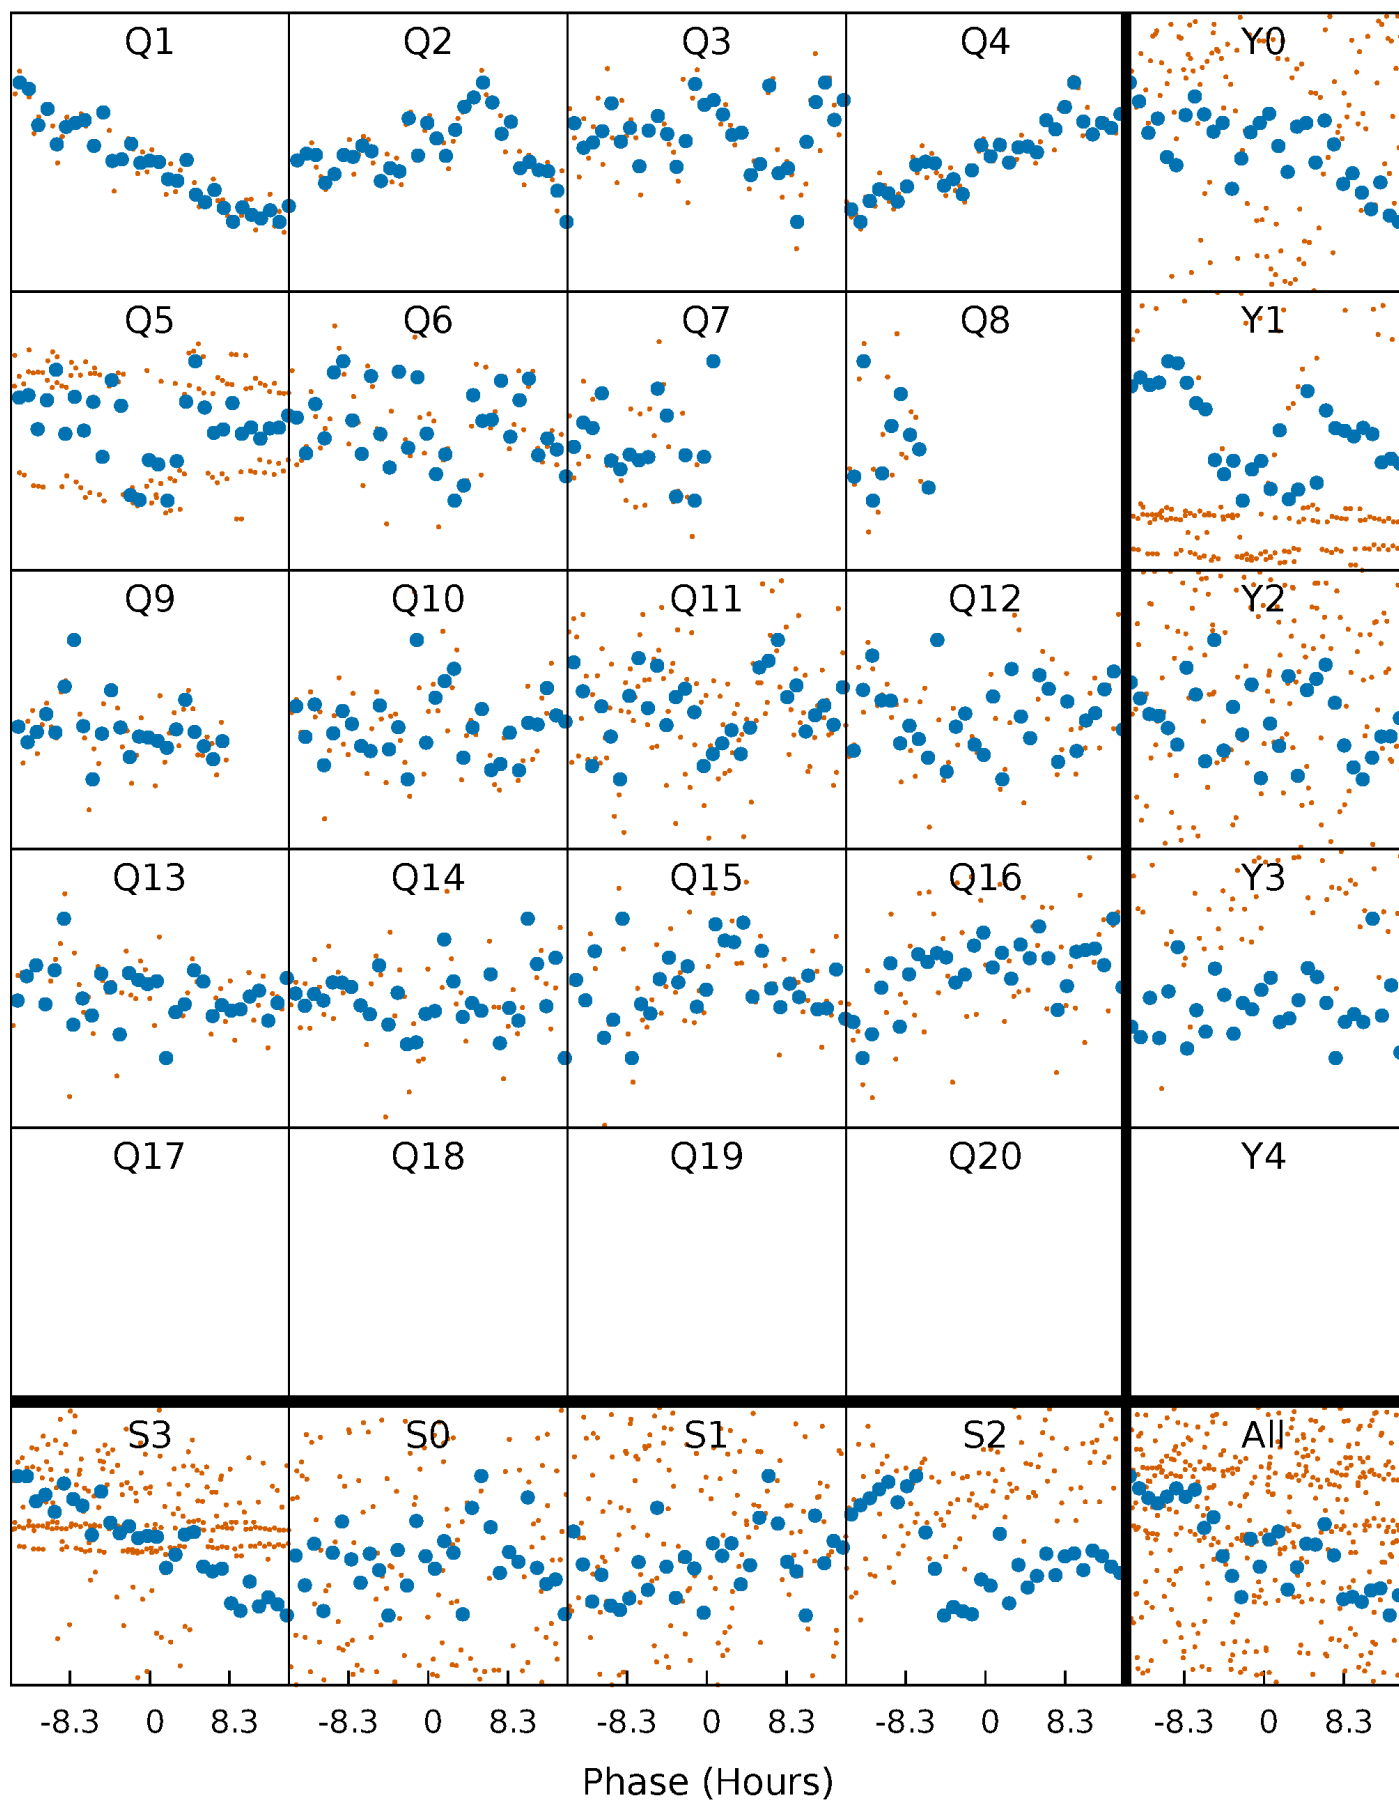 Q1 Q2 Q3 Q4 Y0
Q5 Q6 Q7 Q8 Y1
Q9 Q10 Q11 Q12 Y2
Q13 Q14 Q15 Q16 Y3
Q17 Q18 Q19 Q20 Y4
S3 S0 S1 S2 All
-8.3 0 8.3 -8.3 0 8.3 -8.3 0 8.3 -8.3 0 8.3 -8.3 0 8.3
Phase (Hours)